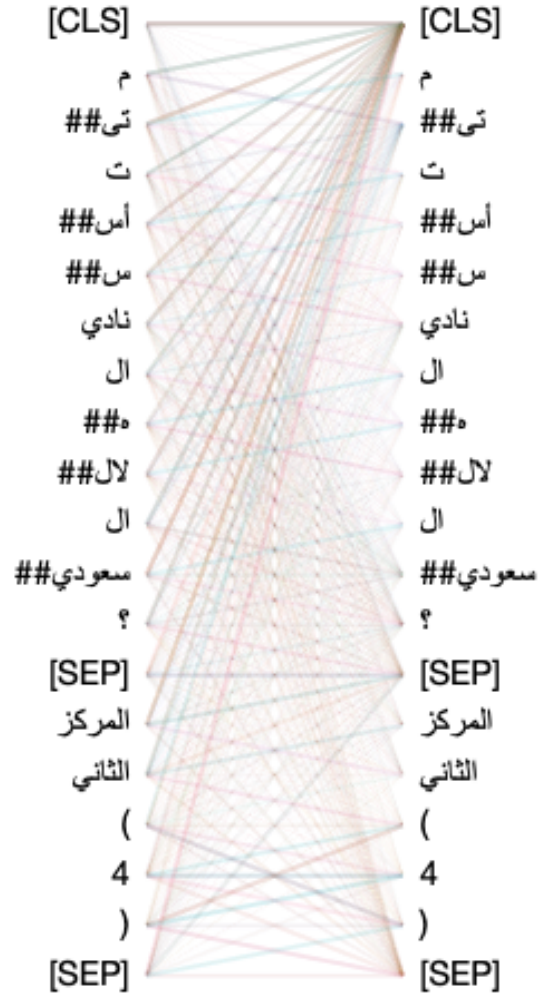 [CLS] [CLS]
م م
##تى ##تى
ت ت
##أس ##أس
##س ##س
نادي نادي
ال ال
##ه ##ه
##لال ##لال
ال ال
##سعودي ##سعودي
؟ ؟
[SEP] [SEP]
المركز المركز
الثاني الثاني
( (
4 4
) )
[SEP] [SEP]